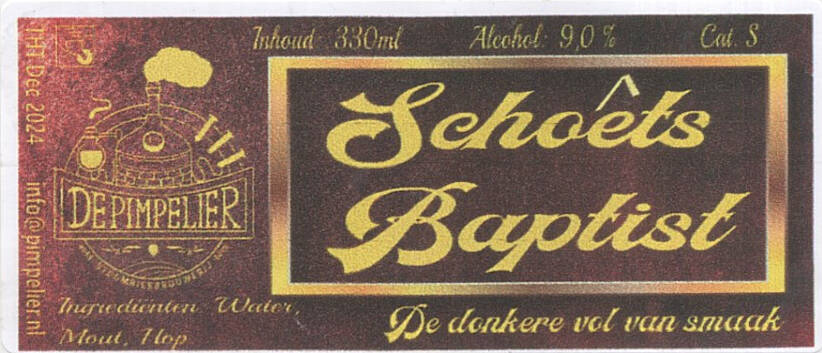 Inhoud: 330ml Alcohol: 9,0 % Cat. S
Schoêts
Baptist
De donkere vol van smaak
DE PIMPELIER
Ingrediënten Water,
Mout, Hop
THT Dec 2024 info@pimpelier.nl